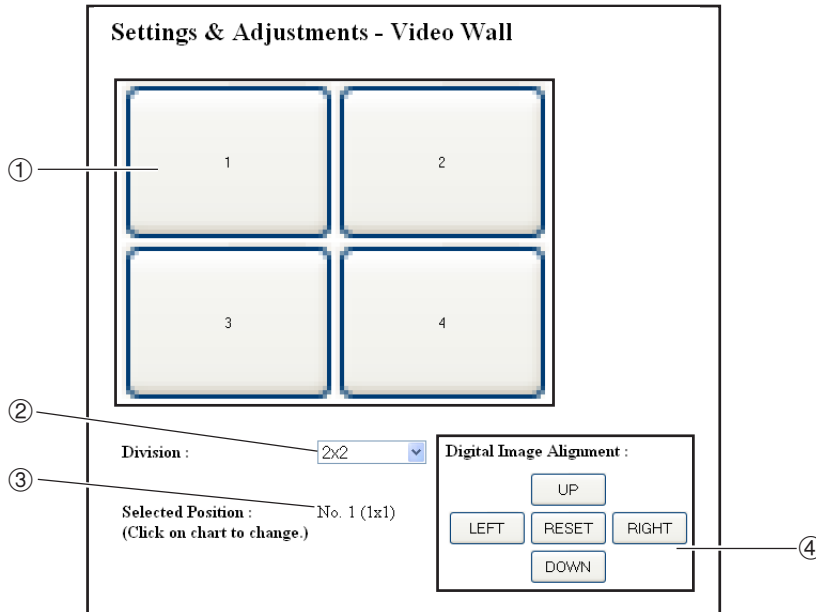 Settings & Adjustments - Video Wall
①
1
2
3
4
②
Division :
2x2
③
Selected Position :
No. 1 (1x1)
(Click on chart to change.)
Digital Image Alignment :
UP
LEFT
RESET
RIGHT
DOWN
④